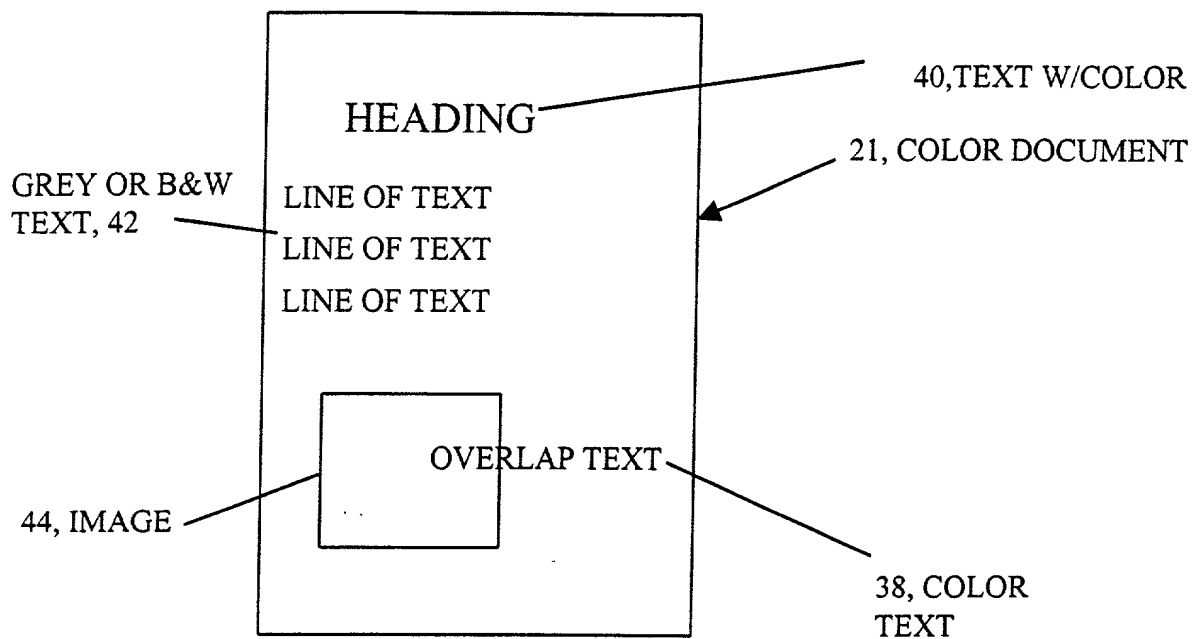 40,TEXT W/COLOR
HEADING
21, COLOR DOCUMENT
GREY OR B&W
TEXT, 42
LINE OF TEXT
LINE OF TEXT
LINE OF TEXT
OVERLAP TEXT
44, IMAGE
38, COLOR
TEXT